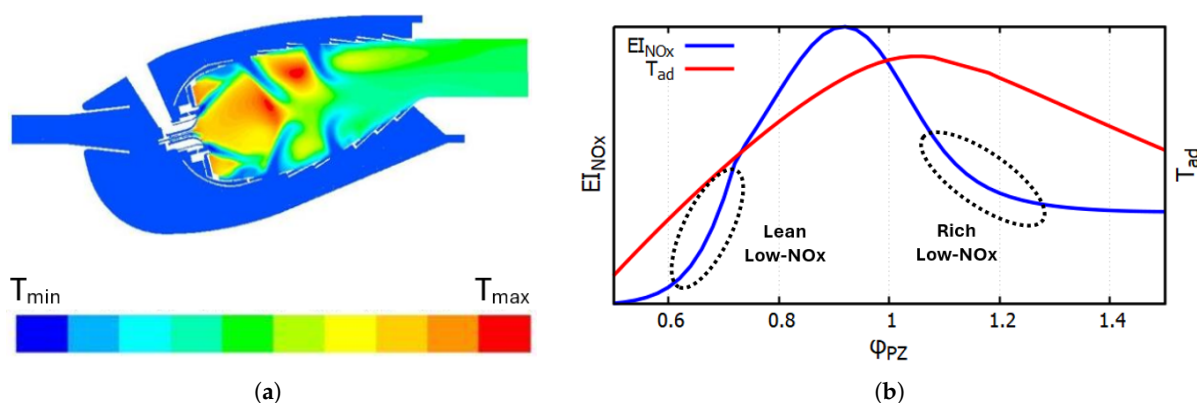 T_min
T_max
(a)
EI_NOx
T_ad
EI_NOx
T_ad
Lean
Low-NOx
Rich
Low-NOx
0.6 0.8 1 1.2 1.4
φ_PZ
(b)